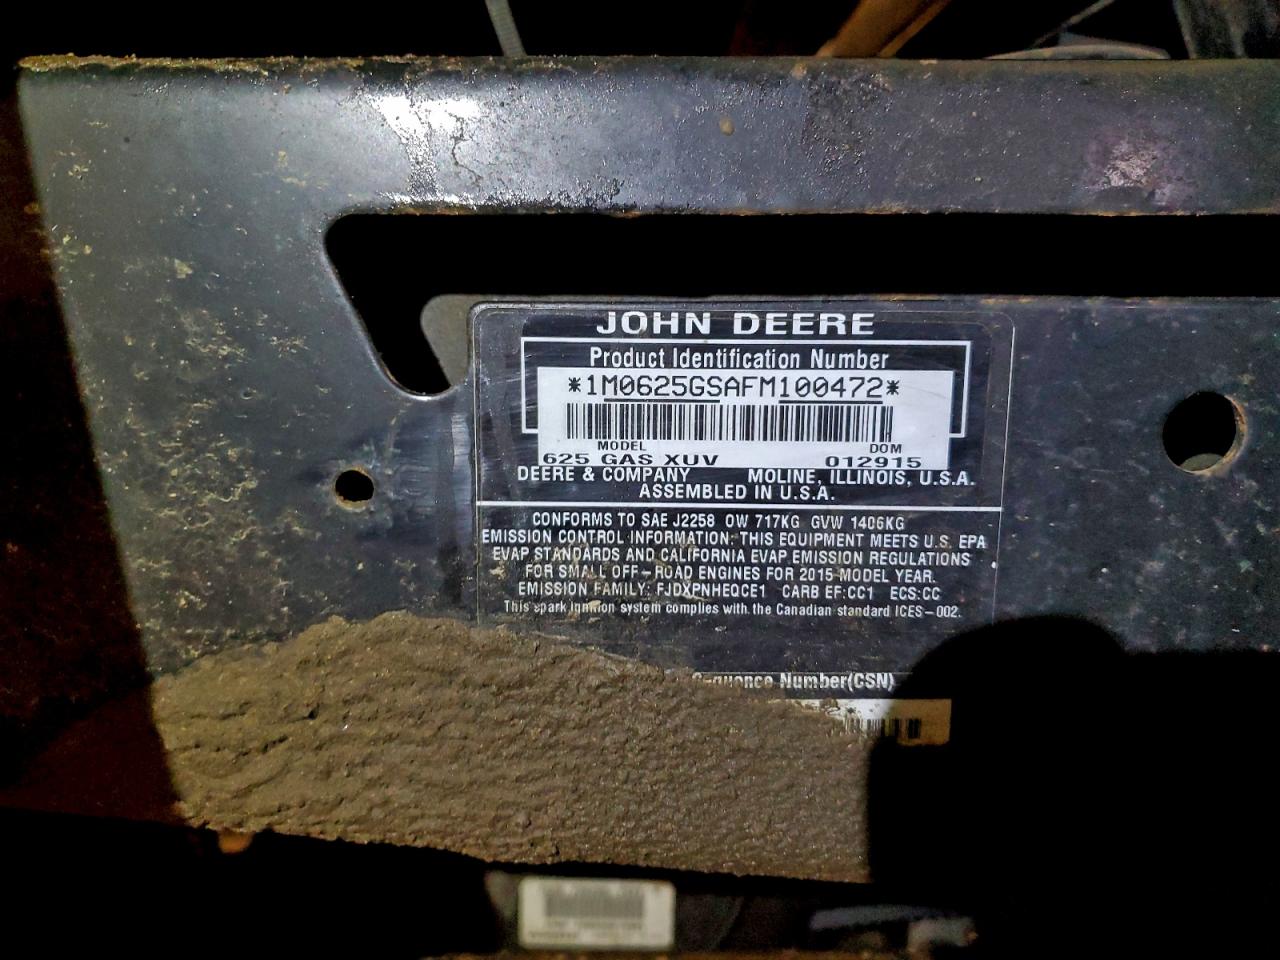 JOHN DEERE
Product Identification Number
*1M0625GSAFM100472*
MODEL DOM
625 GAS XUV 012915
DEERE & COMPANY MOLINE, ILLINOIS, U.S.A.
ASSEMBLED IN U.S.A.
CONFORMS TO SAE J2258 OW 717KG GVW 1406KG
EMISSION CONTROL INFORMATION: THIS EQUIPMENT MEETS U.S. EPA
EVAP STANDARDS AND CALIFORNIA EVAP EMISSION REGULATIONS
FOR SMALL OFF-ROAD ENGINES FOR 2015 MODEL YEAR.
EMISSION FAMILY: FJDXPNHEQCE1 CARB EF:CC1 ECS:CC
This spark ignition system complies with the Canadian standard ICES-002.
Sequence Number(CSN)